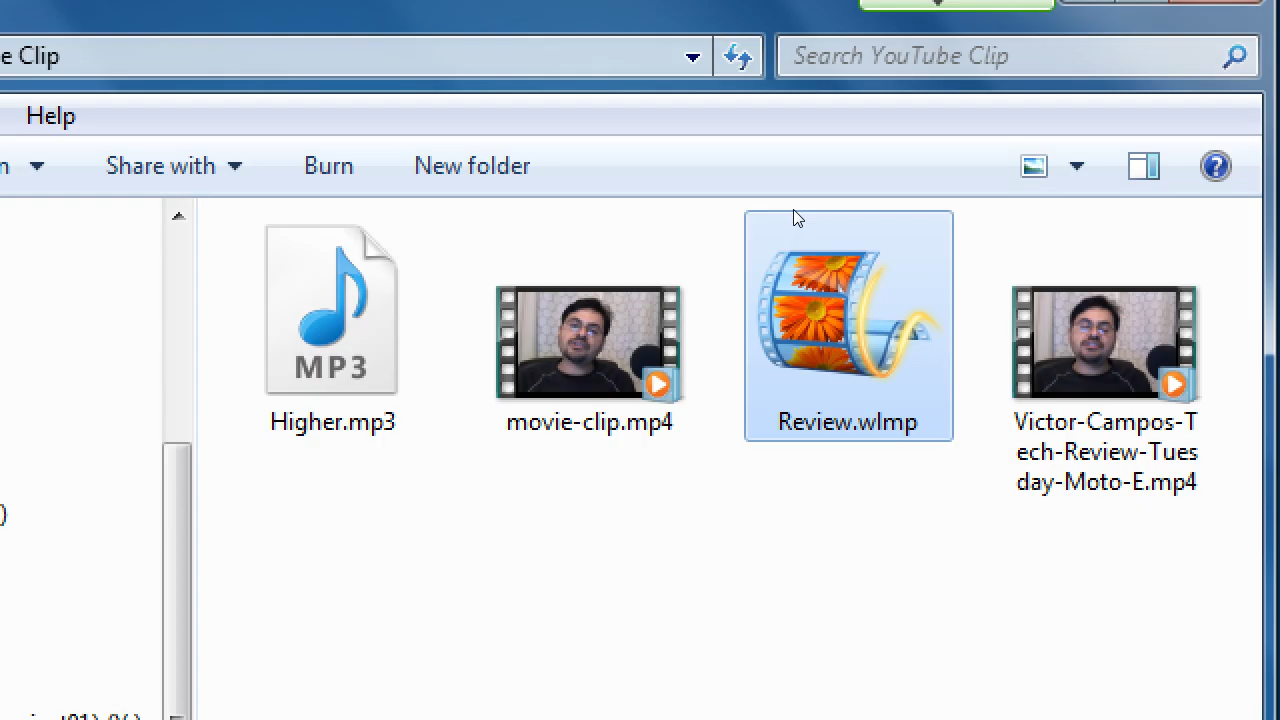 e Clip
Search YouTube Clip
Help
n
Share with
Burn
New folder
MP3
Higher.mp3
movie-clip.mp4
Review.wlmp
Victor-Campos-T
ech-Review-Tues
day-Moto-E.mp4
)